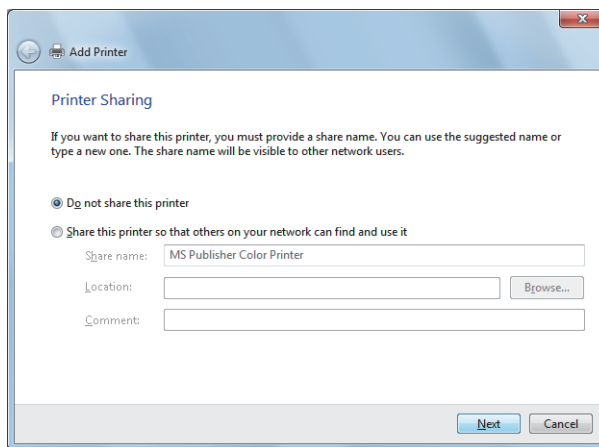 Add Printer
Printer Sharing
If you want to share this printer, you must provide a share name. You can use the suggested name or
type a new one. The share name will be visible to other network users.
Do not share this printer
Share this printer so that others on your network can find and use it
Share name: MS Publisher Color Printer
Location: Browse...
Comment:
Next Cancel